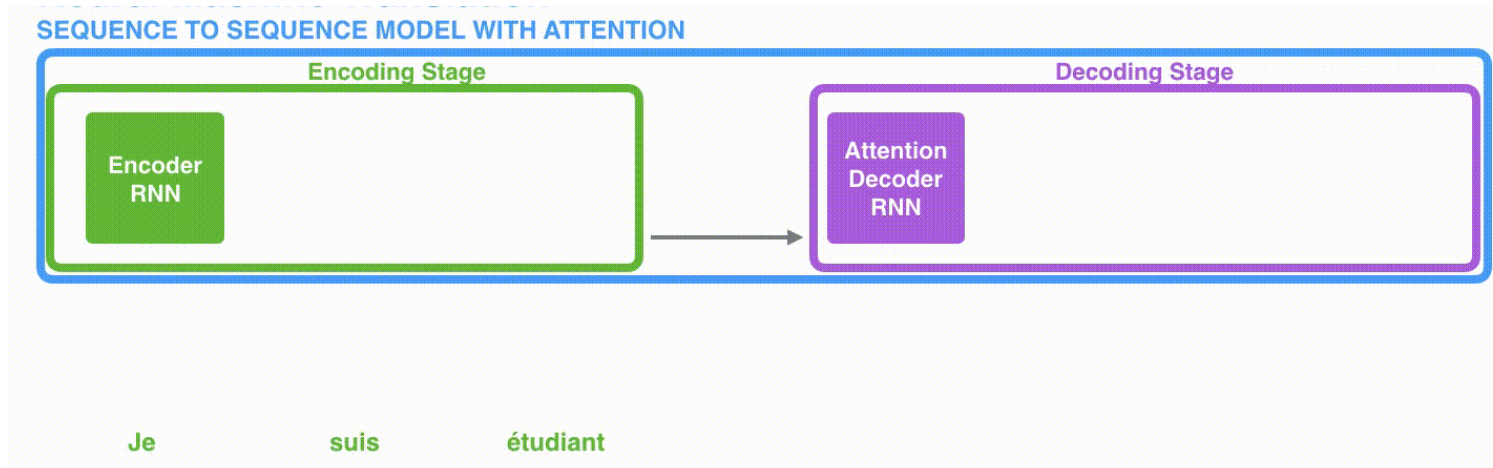 SEQUENCE TO SEQUENCE MODEL WITH ATTENTION
Encoding Stage
Decoding Stage
Encoder
RNN
Attention
Decoder
RNN
Je suis étudiant